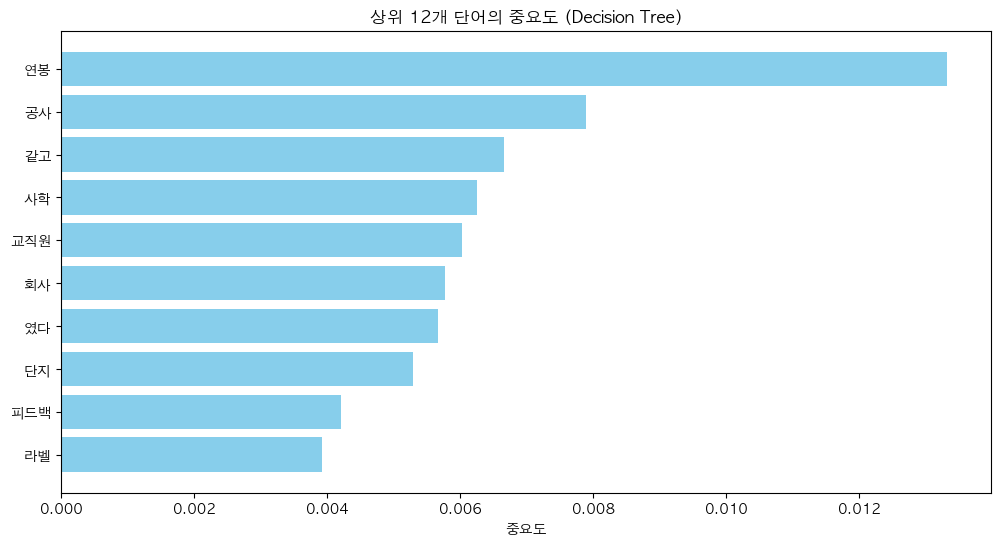 상위 12개 단어의 중요도 (Decision Tree)
연봉
공사
같고
사학
교직원
회사
였다
단지
피드백
라벨
0.000 0.002 0.004 0.006 0.008 0.010 0.012
중요도